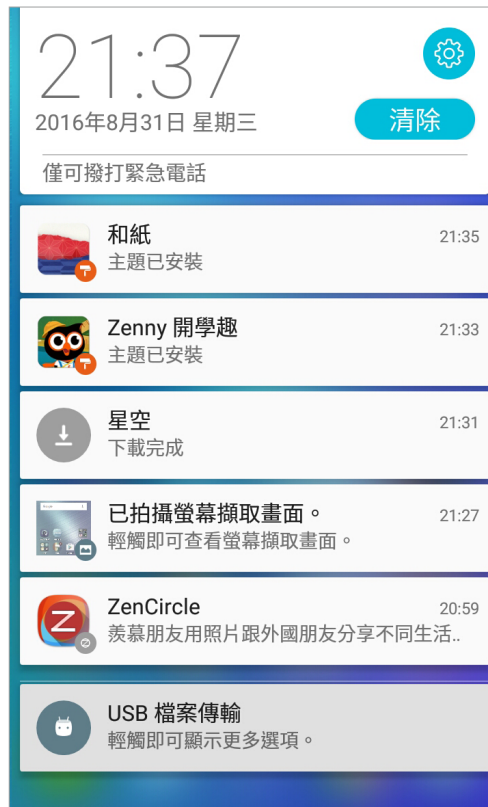 21:37
2016年8月31日 星期三
清除
僅可撥打緊急電話
和紙
21:35
主題已安裝
Zenny 開學趣
21:33
主題已安裝
星空
21:31
下載完成
已拍攝螢幕擷取畫面。
21:27
輕觸即可查看螢幕擷取畫面。
ZenCircle
20:59
羨慕朋友用照片跟外國朋友分享不同生活..
USB 檔案傳輸
輕觸即可顯示更多選項。